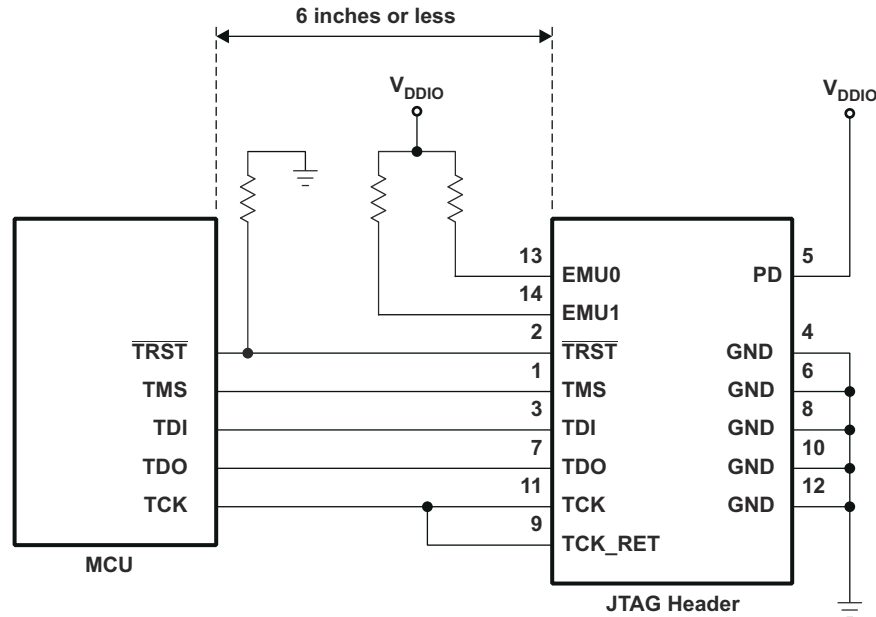 6 inches or less
V_DDIO
V_DDIO
13
EMU0
5
PD
14
EMU1
2
4
TRST
TRST
GND
1
6
TMS
TMS
GND
3
8
TDI
TDI
GND
7
10
TDO
TDO
GND
11
12
TCK
TCK
GND
9
TCK_RET
MCU
JTAG Header